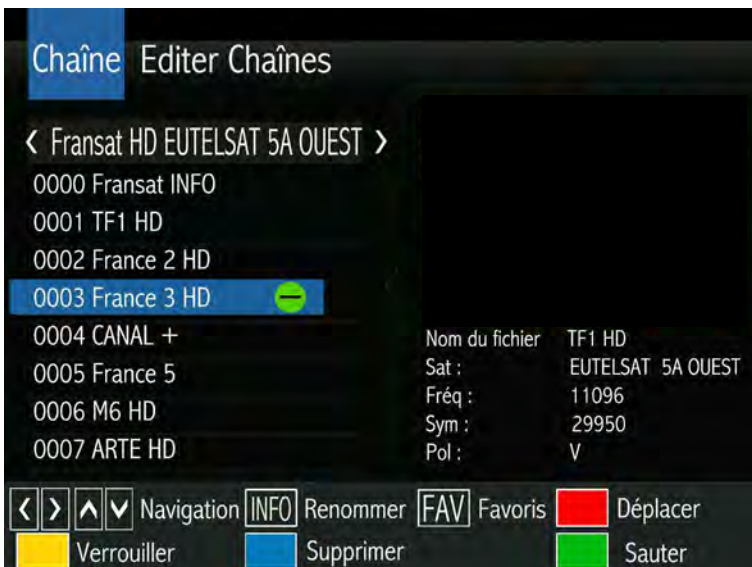 Chaîne Editer Chaînes
< Fransat HD EUTELSAT 5A OUEST >
0000 Fransat INFO
0001 TF1 HD
0002 France 2 HD
0003 France 3 HD
0004 CANAL +
0005 France 5
0006 M6 HD
0007 ARTE HD
Nom du fichier TF1 HD
Sat : EUTELSAT 5A OUEST
Fréq : 11096
Sym : 29950
Pol : V
Navigation INFO Renommer FAV Favoris Déplacer
Verrouiller Supprimer Sauter